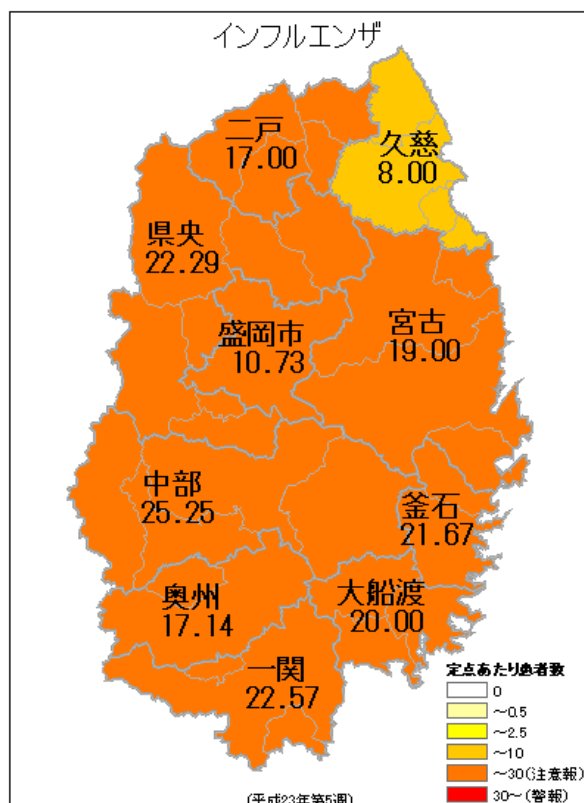 インフルエンザ
二戸
17.00
久慈
8.00
県央
22.29
盛岡市
10.73
宮古
19.00
中部
25.25
釜石
21.67
奥州
17.14
大船渡
20.00
一関
22.57
定点あたり患者数
0
～0.5
～2.5
～10
～30(注意報)
30～(警報)
(平成23年第5週)